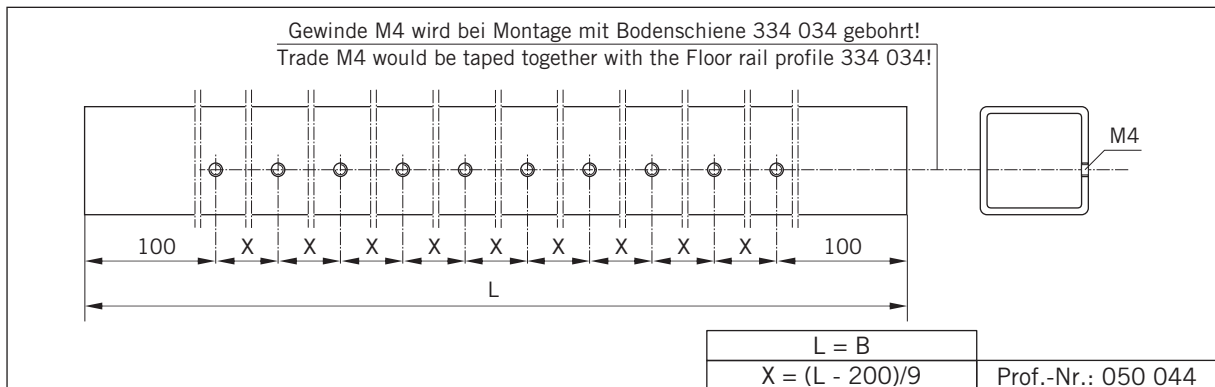 Gewinde M4 wird bei Montage mit Bodenschiene 334 034 gebohrt!
Trade M4 would be taped together with the Floor rail profile 334 034!
M4
100 X X X X X X X X X 100
L
L = B
X = (L - 200)/9 Prof.-Nr.: 050 044